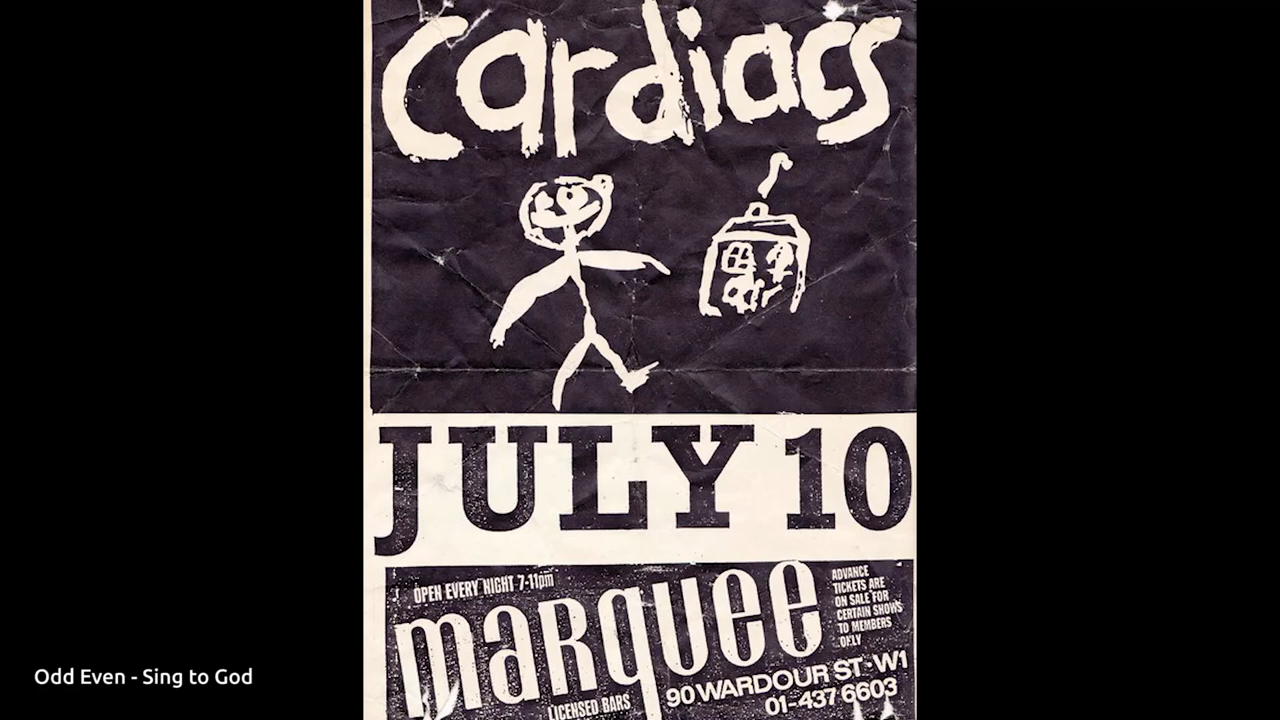 cardiacs
JULY 10
OPEN EVERY NIGHT 7-11pm
marquee
ADVANCE
TICKETS ARE
ON SALE FOR
CERTAIN SHOWS
TO MEMBERS
ONLY
LICENSED BARS
90 WARDOUR ST·W1
01-437 6603
Odd Even - Sing to God